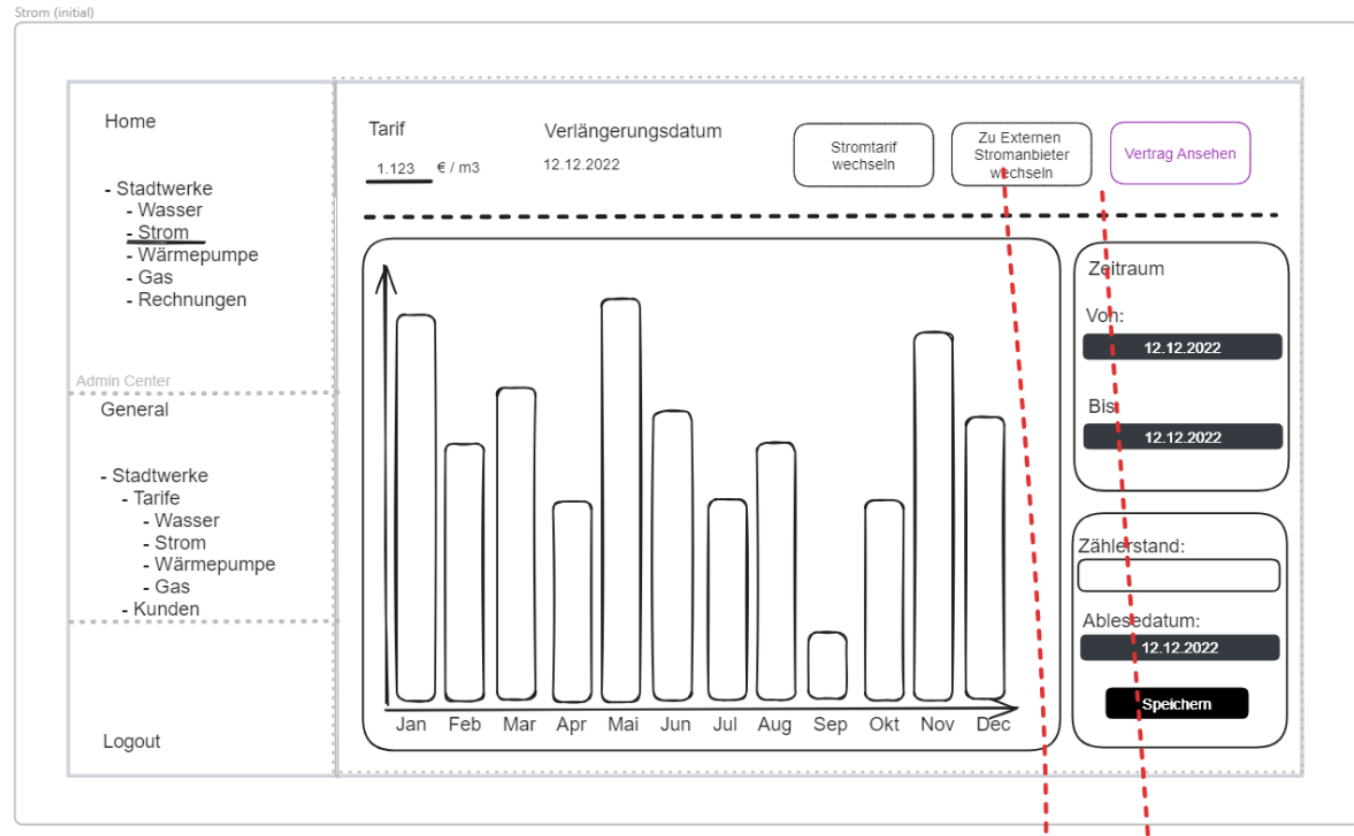 Strom (initial)
Home
- Stadtwerke
- Wasser
- Strom
- Wärmepumpe
- Gas
- Rechnungen
Admin Center
General
- Stadtwerke
- Tarife
- Wasser
- Strom
- Wärmepumpe
- Gas
- Kunden
Logout
Tarif
1.123 € / m3
Verlängerungsdatum
12.12.2022
Stromtarif
wechseln
Zu Externen
Stromanbieter
wechseln
Vertrag Ansehen
Jan Feb Mar Apr Mai Jun Jul Aug Sep Okt Nov Dec
Zeitraum
Von:
12.12.2022
Bis
12.12.2022
Zählerstand:
Ablesedatum:
12.12.2022
Speichern